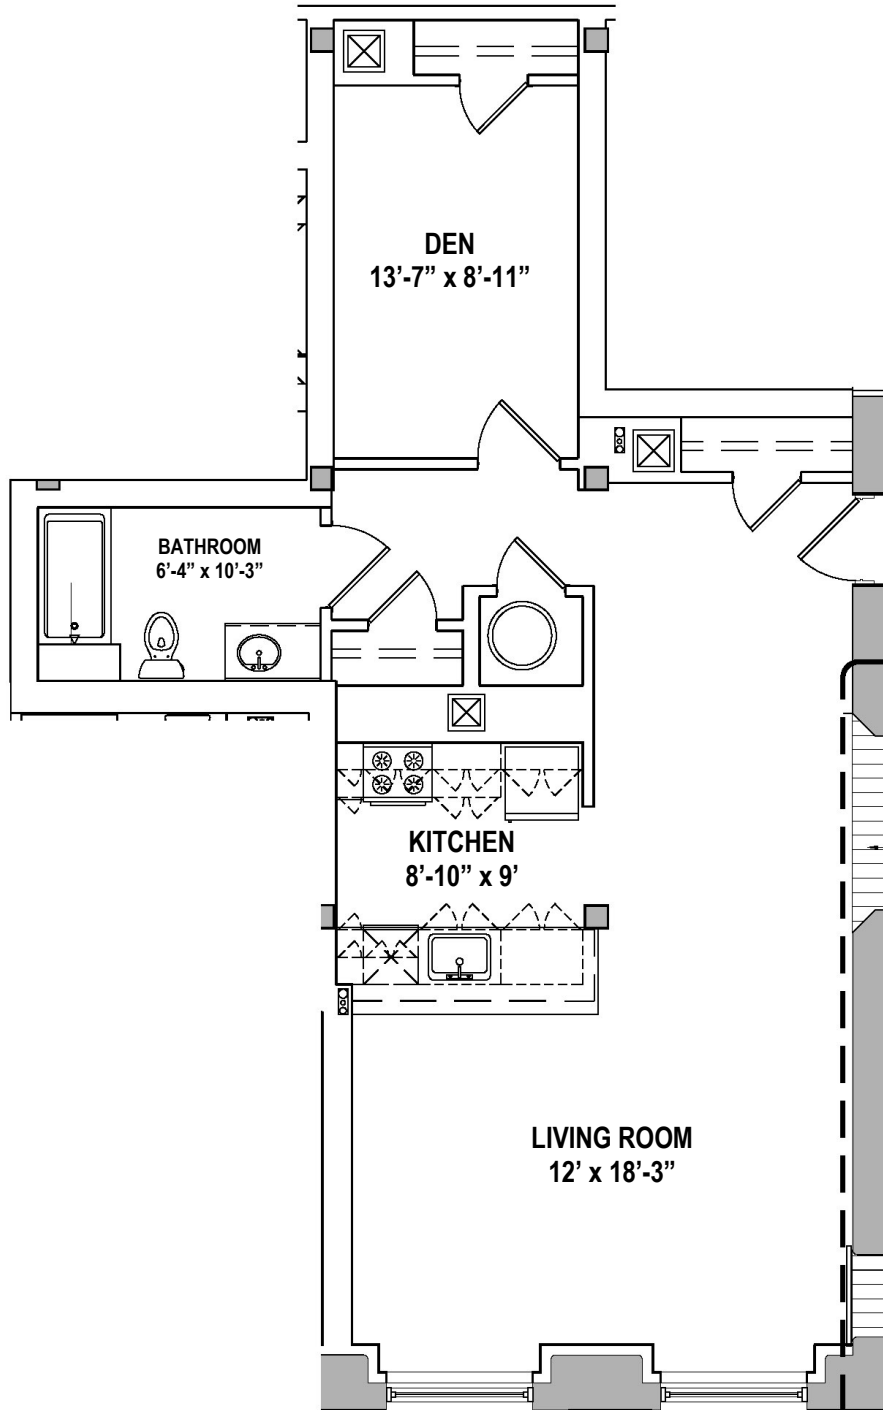 DEN
13’-7” x 8’-11”
BATHROOM
6’-4” x 10’-3”
KITCHEN
8’-10” x 9’
LIVING ROOM
12’ x 18’-3”